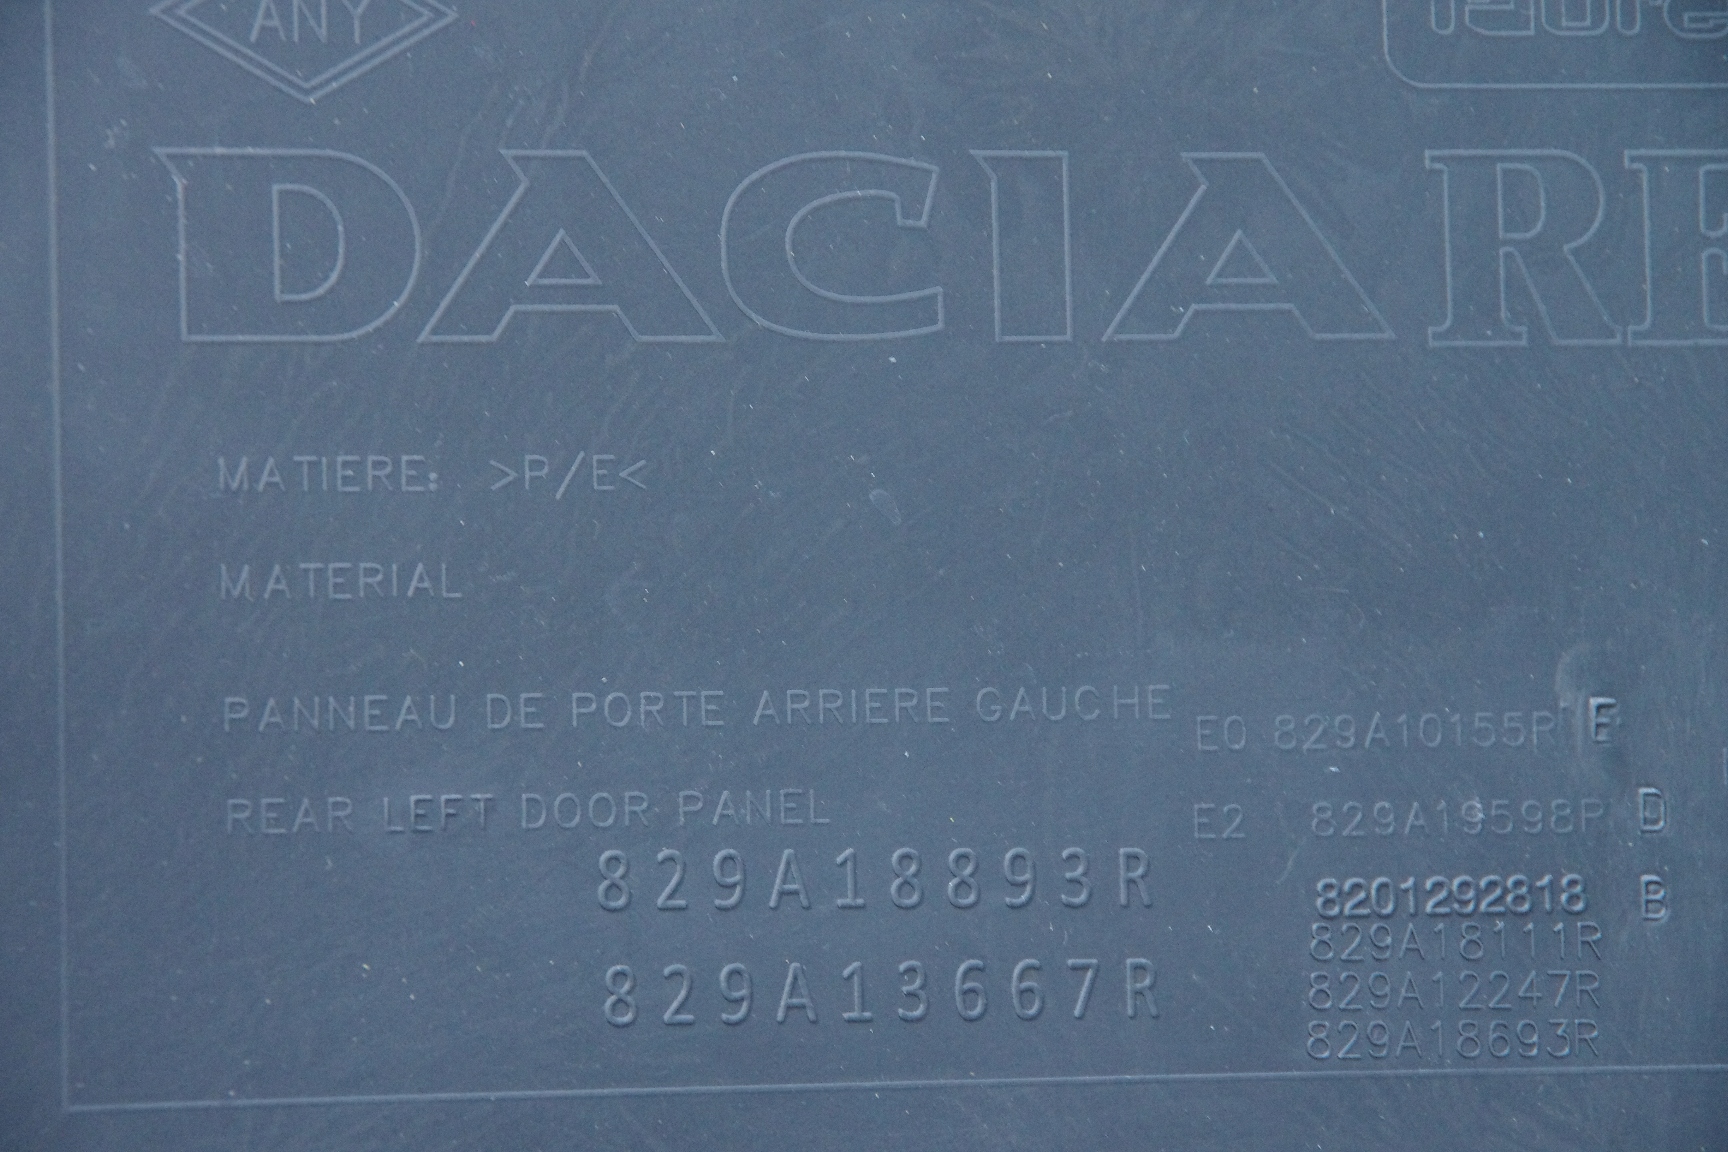 ANY
DACIA
MATIERE: >P/E<
MATERIAL
PANNEAU DE PORTE ARRIERE GAUCHE E0 829A10155R E
REAR LEFT DOOR PANEL E2 829A19598R D
829A18893R 8201292818 B
829A18111R
829A13667R 829A12247R
829A18693R